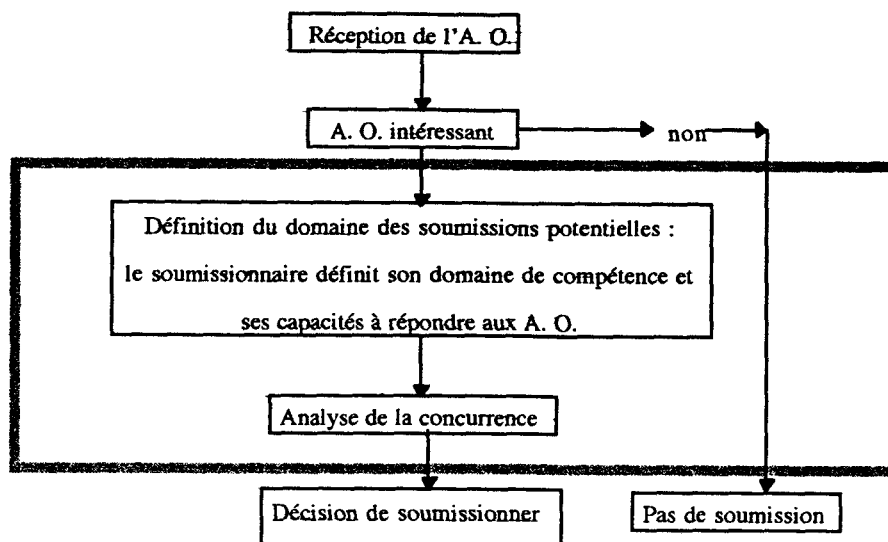 Réception de l'A. O.
A. O. intéressant
non
Définition du domaine des soumissions potentielles :
le soumissionnaire définit son domaine de compétence et
ses capacités à répondre aux A. O.
Analyse de la concurrence
Décision de soumissionner
Pas de soumission